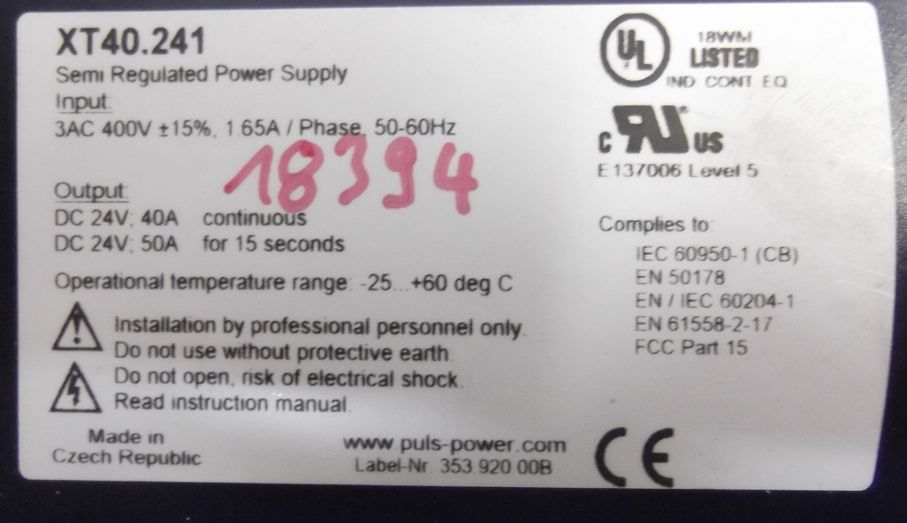 XT40.241
Semi Regulated Power Supply
Input:
3AC 400V ±15%, 1.65A / Phase, 50-60Hz
18394
Output:
DC 24V; 40A continuous
DC 24V; 50A for 15 seconds
Operational temperature range: -25...+60 deg C
Installation by professional personnel only.
Do not use without protective earth.
Do not open, risk of electrical shock.
Read instruction manual.
Made in
Czech Republic
www.puls-power.com
Label-Nr. 353 920 00B
UL
18WM
LISTED
IND. CONT. EQ.
c RU US
E137006 Level 5
Complies to:
IEC 60950-1 (CB)
EN 50178
EN / IEC 60204-1
EN 61558-2-17
FCC Part 15
CE